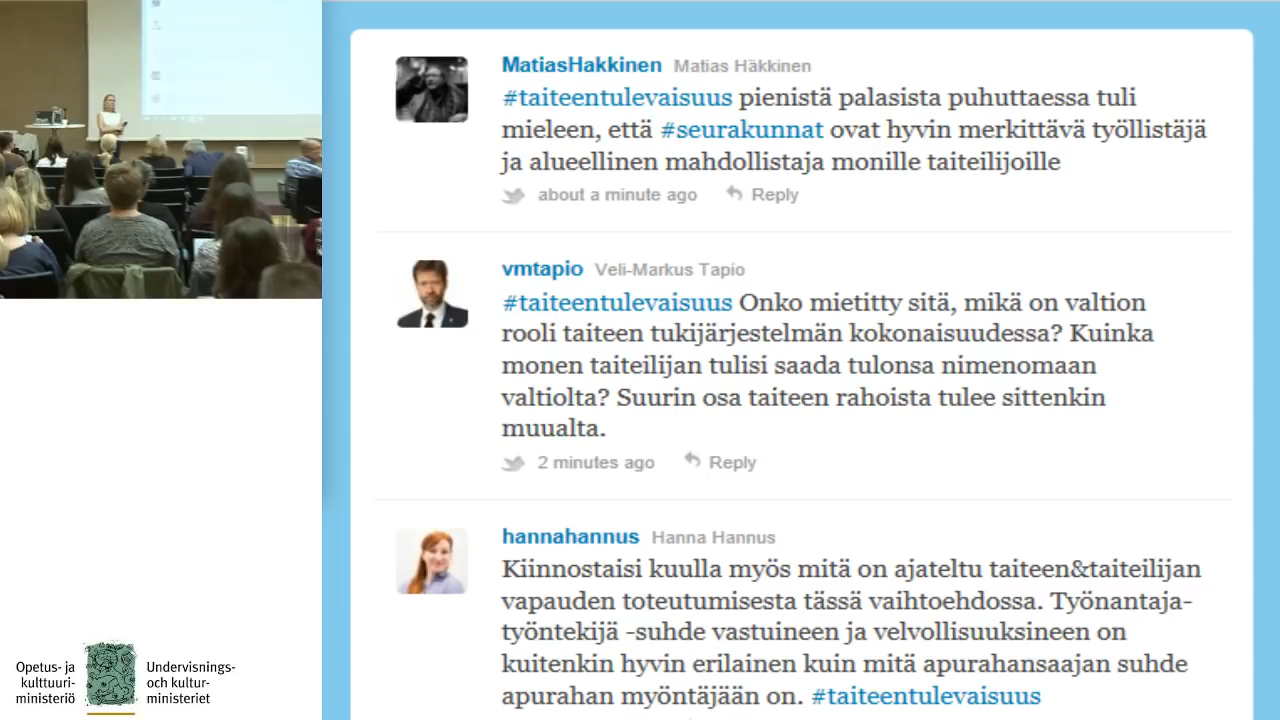 MatiasHakkinen Matias Häkkinen
#taiteentulevaisuus pienistä palasista puhuttaessa tuli
mieleen, että #seurakunnat ovat hyvin merkittävä työllistäjä
ja alueellinen mahdollistaja monille taiteilijoille
about a minute ago Reply
vmtapio Veli-Markus Tapio
#taiteentulevaisuus Onko mietitty sitä, mikä on valtion
rooli taiteen tukijärjestelmän kokonaisuudessa? Kuinka
monen taiteilijan tulisi saada tulonsa nimenomaan
valtiolta? Suurin osa taiteen rahoista tulee sittenkin
muualta.
2 minutes ago Reply
hannahannus Hanna Hannus
Kiinnostaisi kuulla myös mitä on ajateltu taiteen&taiteilijan
vapauden toteutumisesta tässä vaihtoehdossa. Työnantaja-
työntekijä -suhde vastuineen ja velvollisuuksineen on
kuitenkin hyvin erilainen kuin mitä apurahansaajan suhde
apurahan myöntäjään on. #taiteentulevaisuus
Opetus- ja
kulttuuri-
ministeriö
Undervisnings-
och kultur-
ministeriet